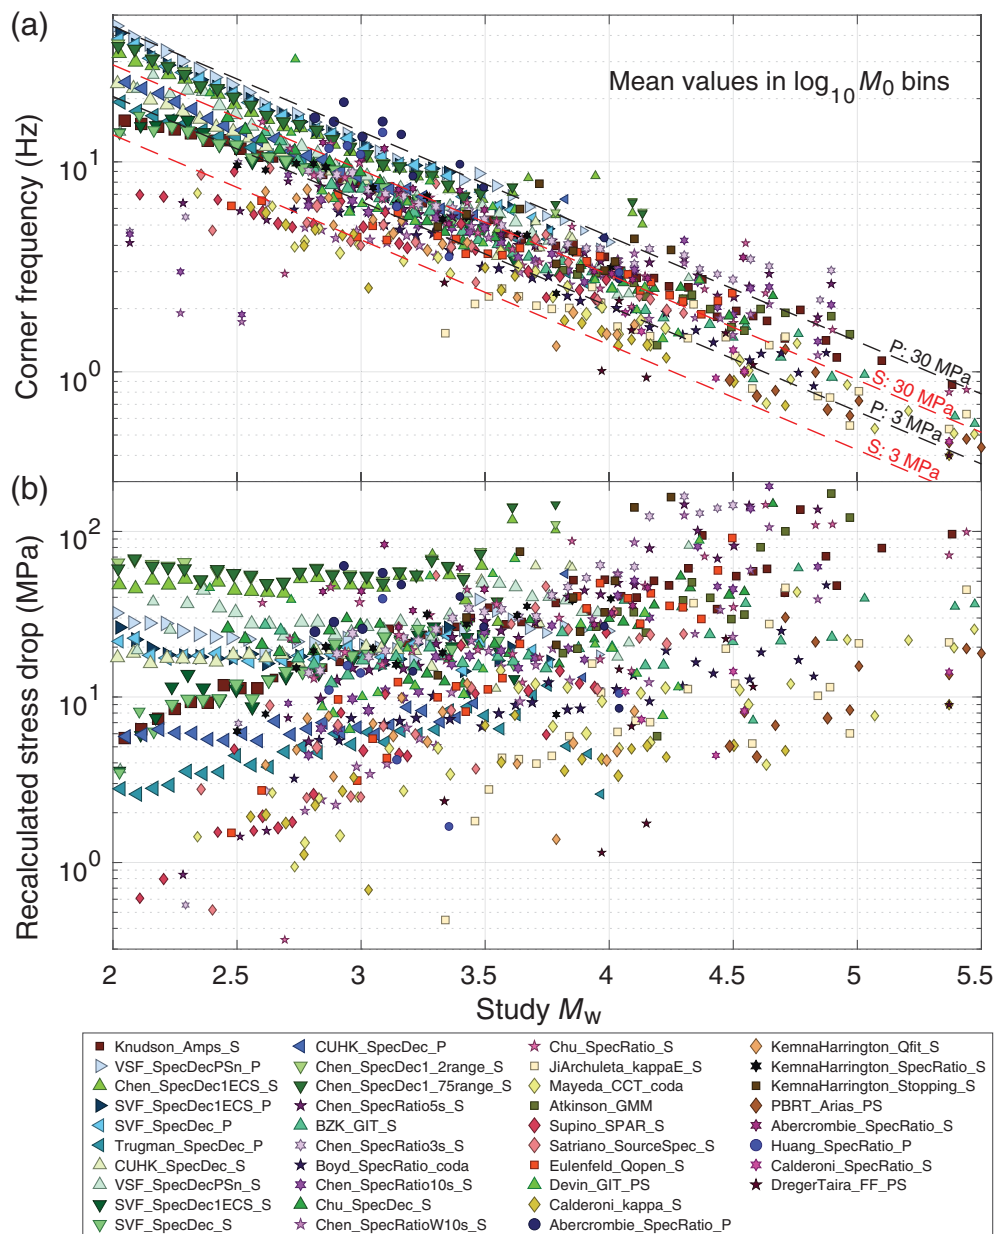 (a)
Mean values in log10 M0 bins
Corner frequency (Hz)
10^1
10^0
P: 30 MPa
S: 30 MPa
P: 3 MPa
S: 3 MPa
(b)
Recalculated stress drop (MPa)
10^2
10^1
10^0
2 2.5 3 3.5 4 4.5 5 5.5
Study Mw
Knudson_Amps_S
VSF_SpecDecPSn_P
Chen_SpecDec1ECS_S
SVF_SpecDec1ECS_P
SVF_SpecDec_P
Trugman_SpecDec_P
CUHK_SpecDec_S
VSF_SpecDecPSn_S
SVF_SpecDec1ECS_S
SVF_SpecDec_S
CUHK_SpecDec_P
Chen_SpecDec1_2range_S
Chen_SpecDec1_75range_S
Chen_SpecRatio5s_S
BZK_GIT_S
Chen_SpecRatio3s_S
Boyd_SpecRatio_coda
Chen_SpecRatio10s_S
Chu_SpecDec_S
Chen_SpecRatioW10s_S
Chu_SpecRatio_S
JiArchuleta_kappaE_S
Mayeda_CCT_coda
Atkinson_GMM
Supino_SPAR_S
Satriano_SourceSpec_S
Eulenfeld_Qopen_S
Devin_GIT_PS
Calderoni_kappa_S
Abercrombie_SpecRatio_P
KemnaHarrington_Qfit_S
KemnaHarrington_SpecRatio_S
KemnaHarrington_Stopping_S
PBRT_Arias_PS
Abercrombie_SpecRatio_S
Huang_SpecRatio_P
Calderoni_SpecRatio_S
DregerTaira_FF_PS